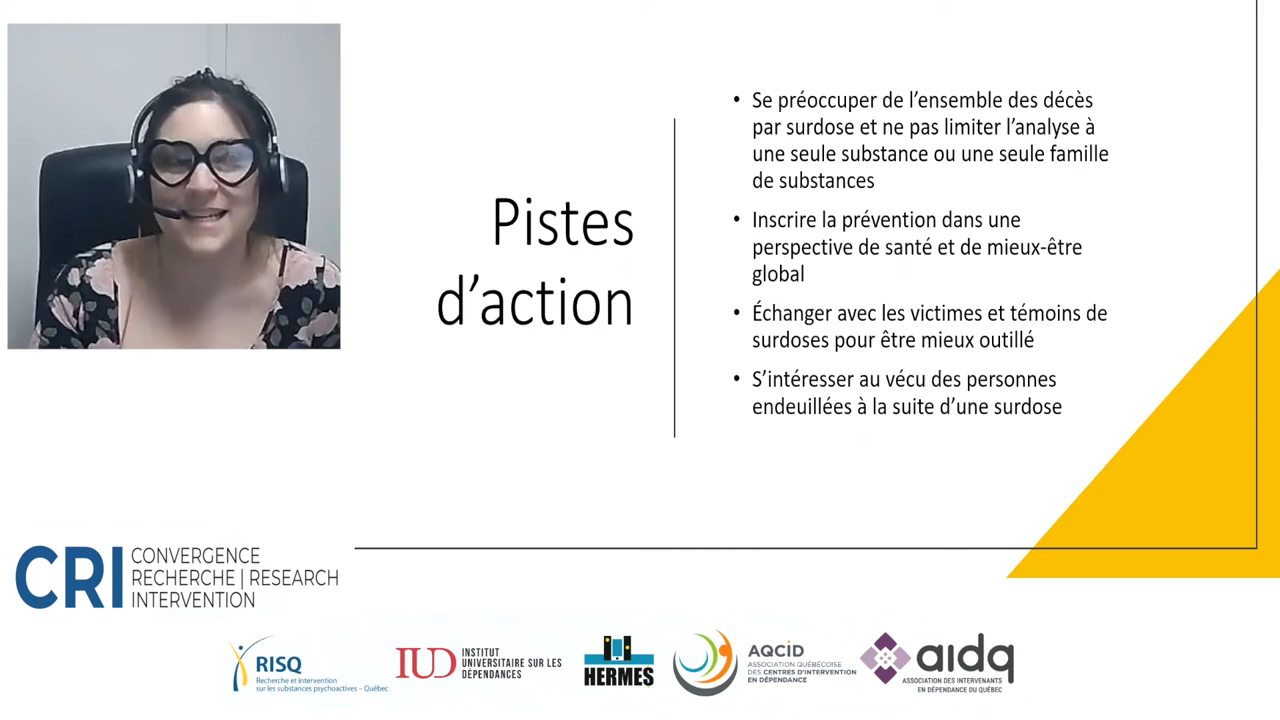 Pistes
d’action
• Se préoccuper de l’ensemble des décès
par surdose et ne pas limiter l’analyse à
une seule substance ou une seule famille
de substances
• Inscrire la prévention dans une
perspective de santé et de mieux-être
global
• Échanger avec les victimes et témoins de
surdoses pour être mieux outillé
• S’intéresser au vécu des personnes
endeuillées à la suite d’une surdose
CRI
CONVERGENCE
RECHERCHE | RESEARCH
INTERVENTION
RISQ
Recherche et intervention
sur les substances psychoactives – Québec
IUD
INSTITUT
UNIVERSITAIRE SUR LES
DÉPENDANCES
HERMES
AQCID
ASSOCIATION QUÉBÉCOISE
DES CENTRES D’INTERVENTION
EN DÉPENDANCE
aidq
ASSOCIATION DES INTERVENANTS
EN DÉPENDANCE DU QUÉBEC